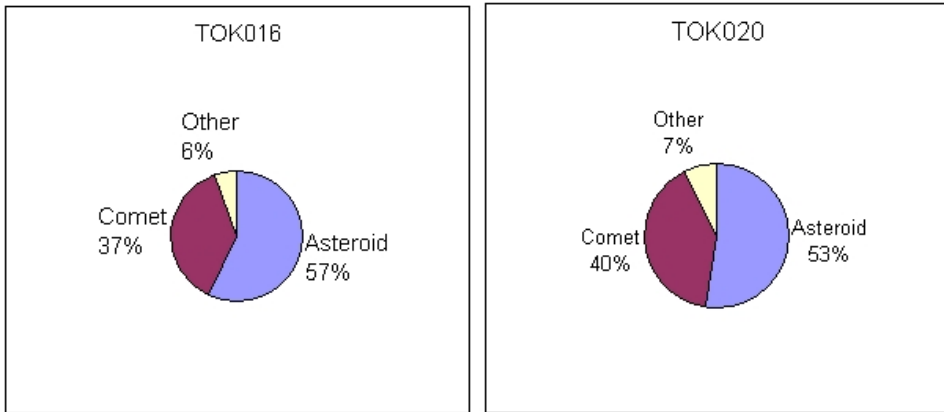 TOK016
Other
6%
Comet
37%
Asteroid
57%
TOK020
Other
7%
Comet
40%
Asteroid
53%